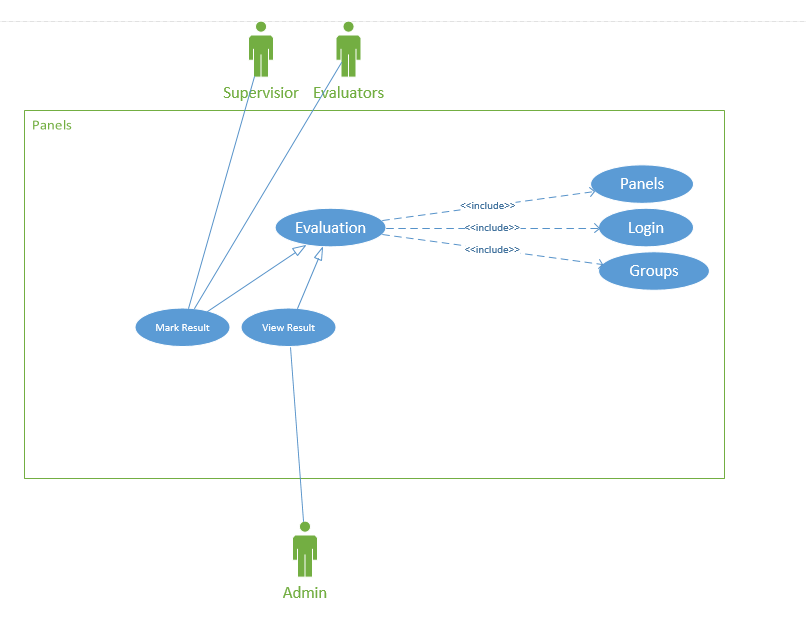 Supervisior
Evaluators
Panels
Panels
<<include>>
Evaluation
<<include>>
Login
<<include>>
Groups
Mark Result
View Result
Admin